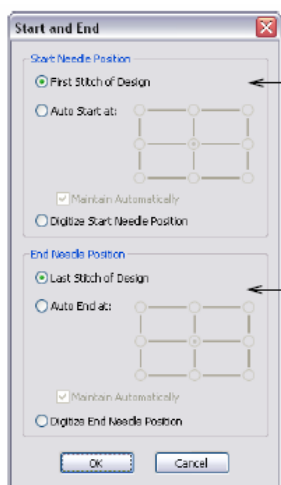 Start and End
Start Needle Position
First Stitch of Design
Auto Start at:
Maintain Automatically
Digitize Start Needle Position
End Needle Position
Last Stitch of Design
Auto End at:
Maintain Automatically
Digitize End Needle Position
OK
Cancel